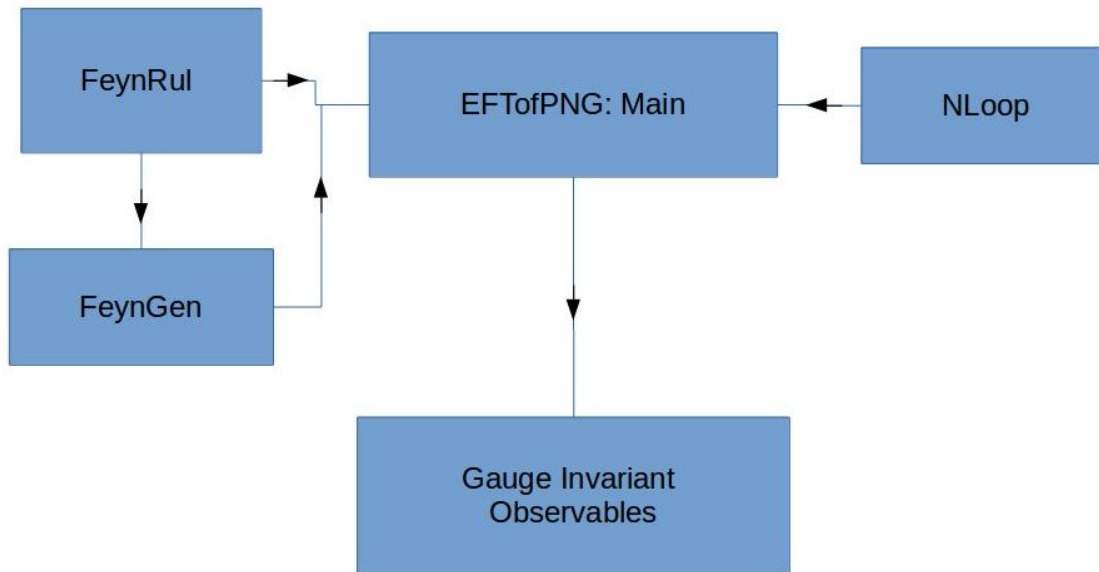 FeynRul
EFTofPNG: Main
NLoop
FeynGen
Gauge Invariant
Observables